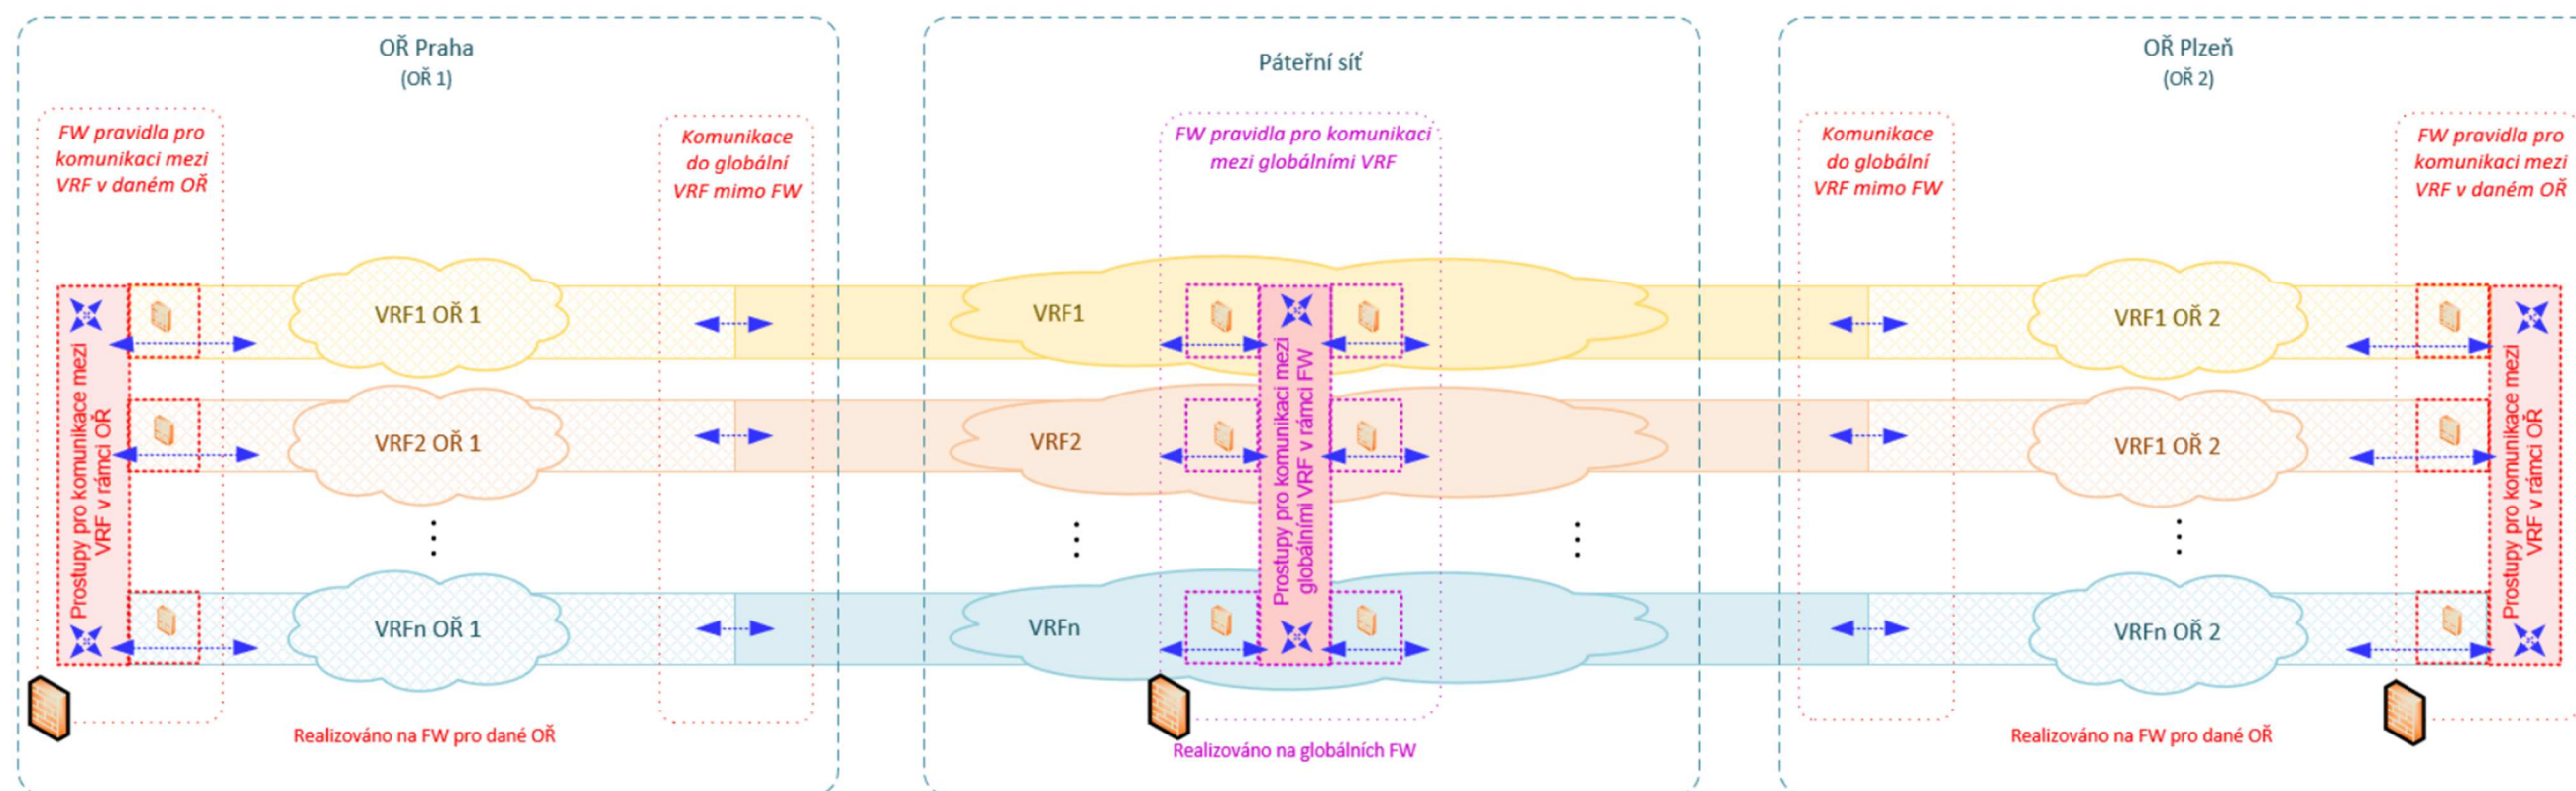 OŘ Praha
(OŘ 1)
FW pravidla pro
komunikaci mezi
VRF v daném OŘ
Komunikace
do globální
VRF mimo FW
Prostupy pro komunikace mezi
VRF v rámci OŘ
VRF1 OŘ 1
VRF2 OŘ 1
VRFn OŘ 1
Realizováno na FW pro dané OŘ
Páteřní síť
FW pravidla pro komunikaci
mezi globálními VRF
VRF1
VRF2
VRFn
Prostupy pro komunikaci mezi
globálními VRF v rámci FW
Realizováno na globálních FW
OŘ Plzeň
(OŘ 2)
Komunikace
do globální
VRF mimo FW
FW pravidla pro
komunikaci mezi
VRF v daném OŘ
VRF1 OŘ 2
VRF1 OŘ 2
VRFn OŘ 2
Prostupy pro komunikace mezi
VRF v rámci OŘ
Realizováno na FW pro dané OŘ